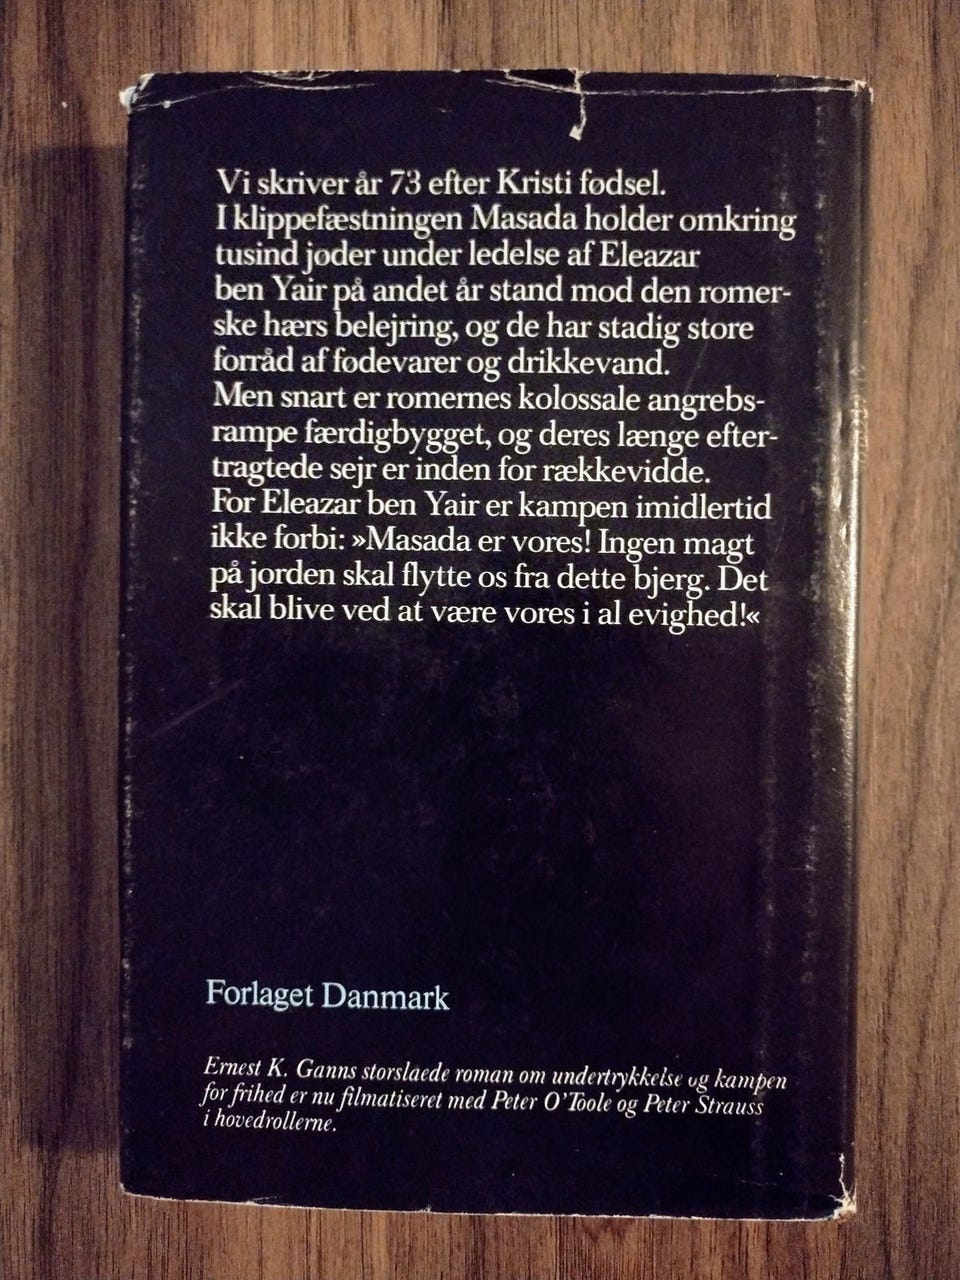 Vi skriver år 73 efter Kristi fødsel.
I klippefæstningen Masada holder omkring
tusind jøder under ledelse af Eleazar
ben Yair på andet år stand mod den romer-
ske hærs belejring, og de har stadig store
forråd af fødevarer og drikkevand.
Men snart er romernes kolossale angrebs-
rampe færdigbygget, og deres længe efter-
tragtede sejr er inden for rækkevidde.
For Eleazar ben Yair er kampen imidlertid
ikke forbi: »Masada er vores! Ingen magt
på jorden skal flytte os fra dette bjerg. Det
skal blive ved at være vores i al evighed!«
Forlaget Danmark
Ernest K. Ganns storslaede roman om undertrykkelse og kampen
for frihed er nu filmatiseret med Peter O'Toole og Peter Strauss
i hovedrollerne.